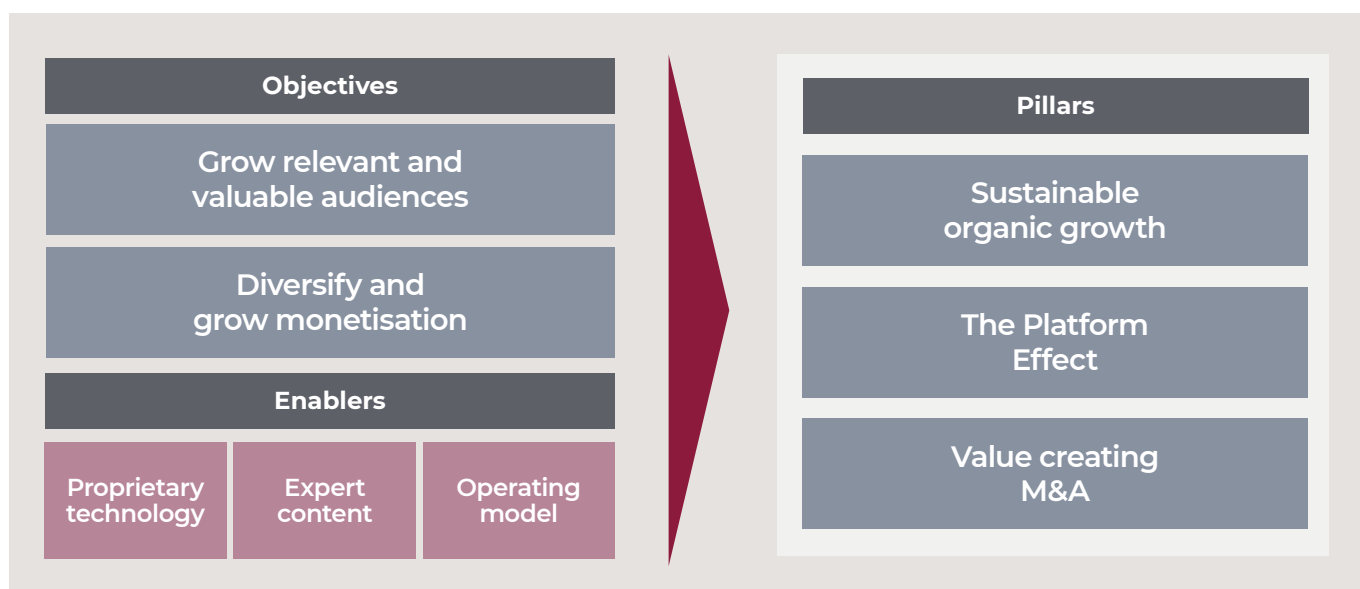 Objectives
Grow relevant and
valuable audiences
Diversify and
grow monetisation
Enablers
Proprietary
technology
Expert
content
Operating
model
Pillars
Sustainable
organic growth
The Platform
Effect
Value creating
M&A